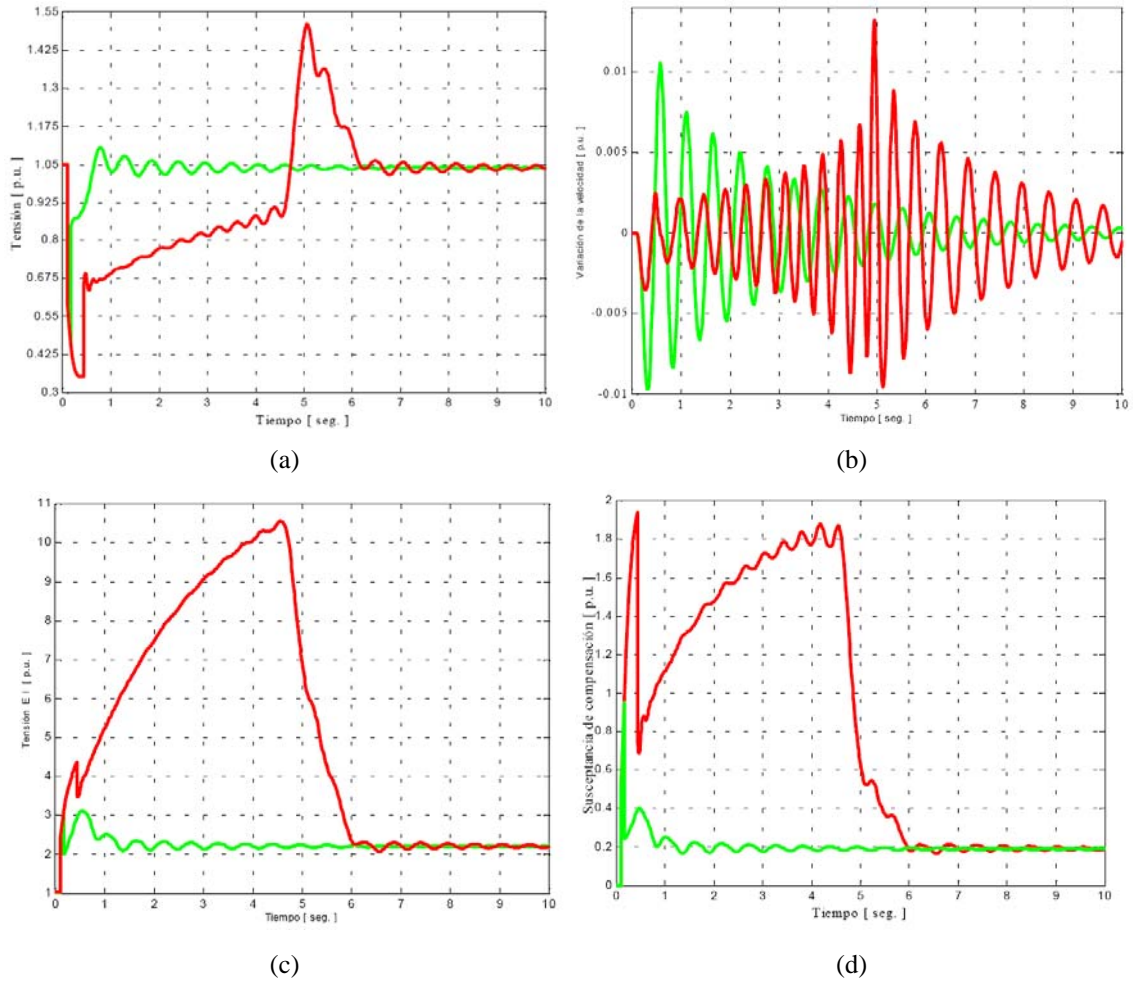 1.55
1.425
1.3
1.175
1.05
0.925
0.8
0.675
0.55
0.425
0.3
Tensión [ p.u. ]
0 1 2 3 4 5 6 7 8 9 10
Tiempo [ seg. ]
(a)
0.01
0.005
0
-0.005
-0.01
Variación de la velocidad [ p.u. ]
0 1 2 3 4 5 6 7 8 9 10
Tiempo [ seg. ]
(b)
11
10
9
8
7
6
5
4
3
2
1
Tensión E I [ p.u. ]
0 1 2 3 4 5 6 7 8 9 10
Tiempo [ seg. ]
(c)
2
1.8
1.6
1.4
1.2
1
0.8
0.6
0.4
0.2
0
Susceptancia de compensación [ p.u. ]
0 1 2 3 4 5 6 7 8 9 10
Tiempo [ seg. ]
(d)